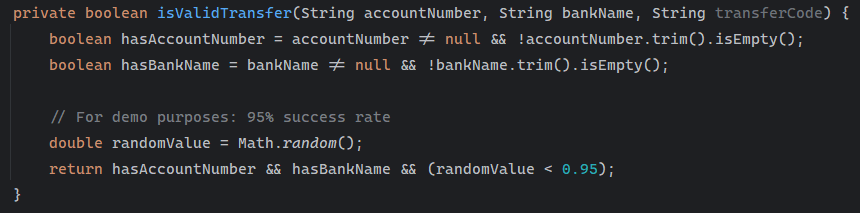 private boolean isValidTransfer(String accountNumber, String bankName, String transferCode) {
    boolean hasAccountNumber = accountNumber != null && !accountNumber.trim().isEmpty();
    boolean hasBankName = bankName != null && !bankName.trim().isEmpty();

    // For demo purposes: 95% success rate
    double randomValue = Math.random();
    return hasAccountNumber && hasBankName && (randomValue < 0.95);
}